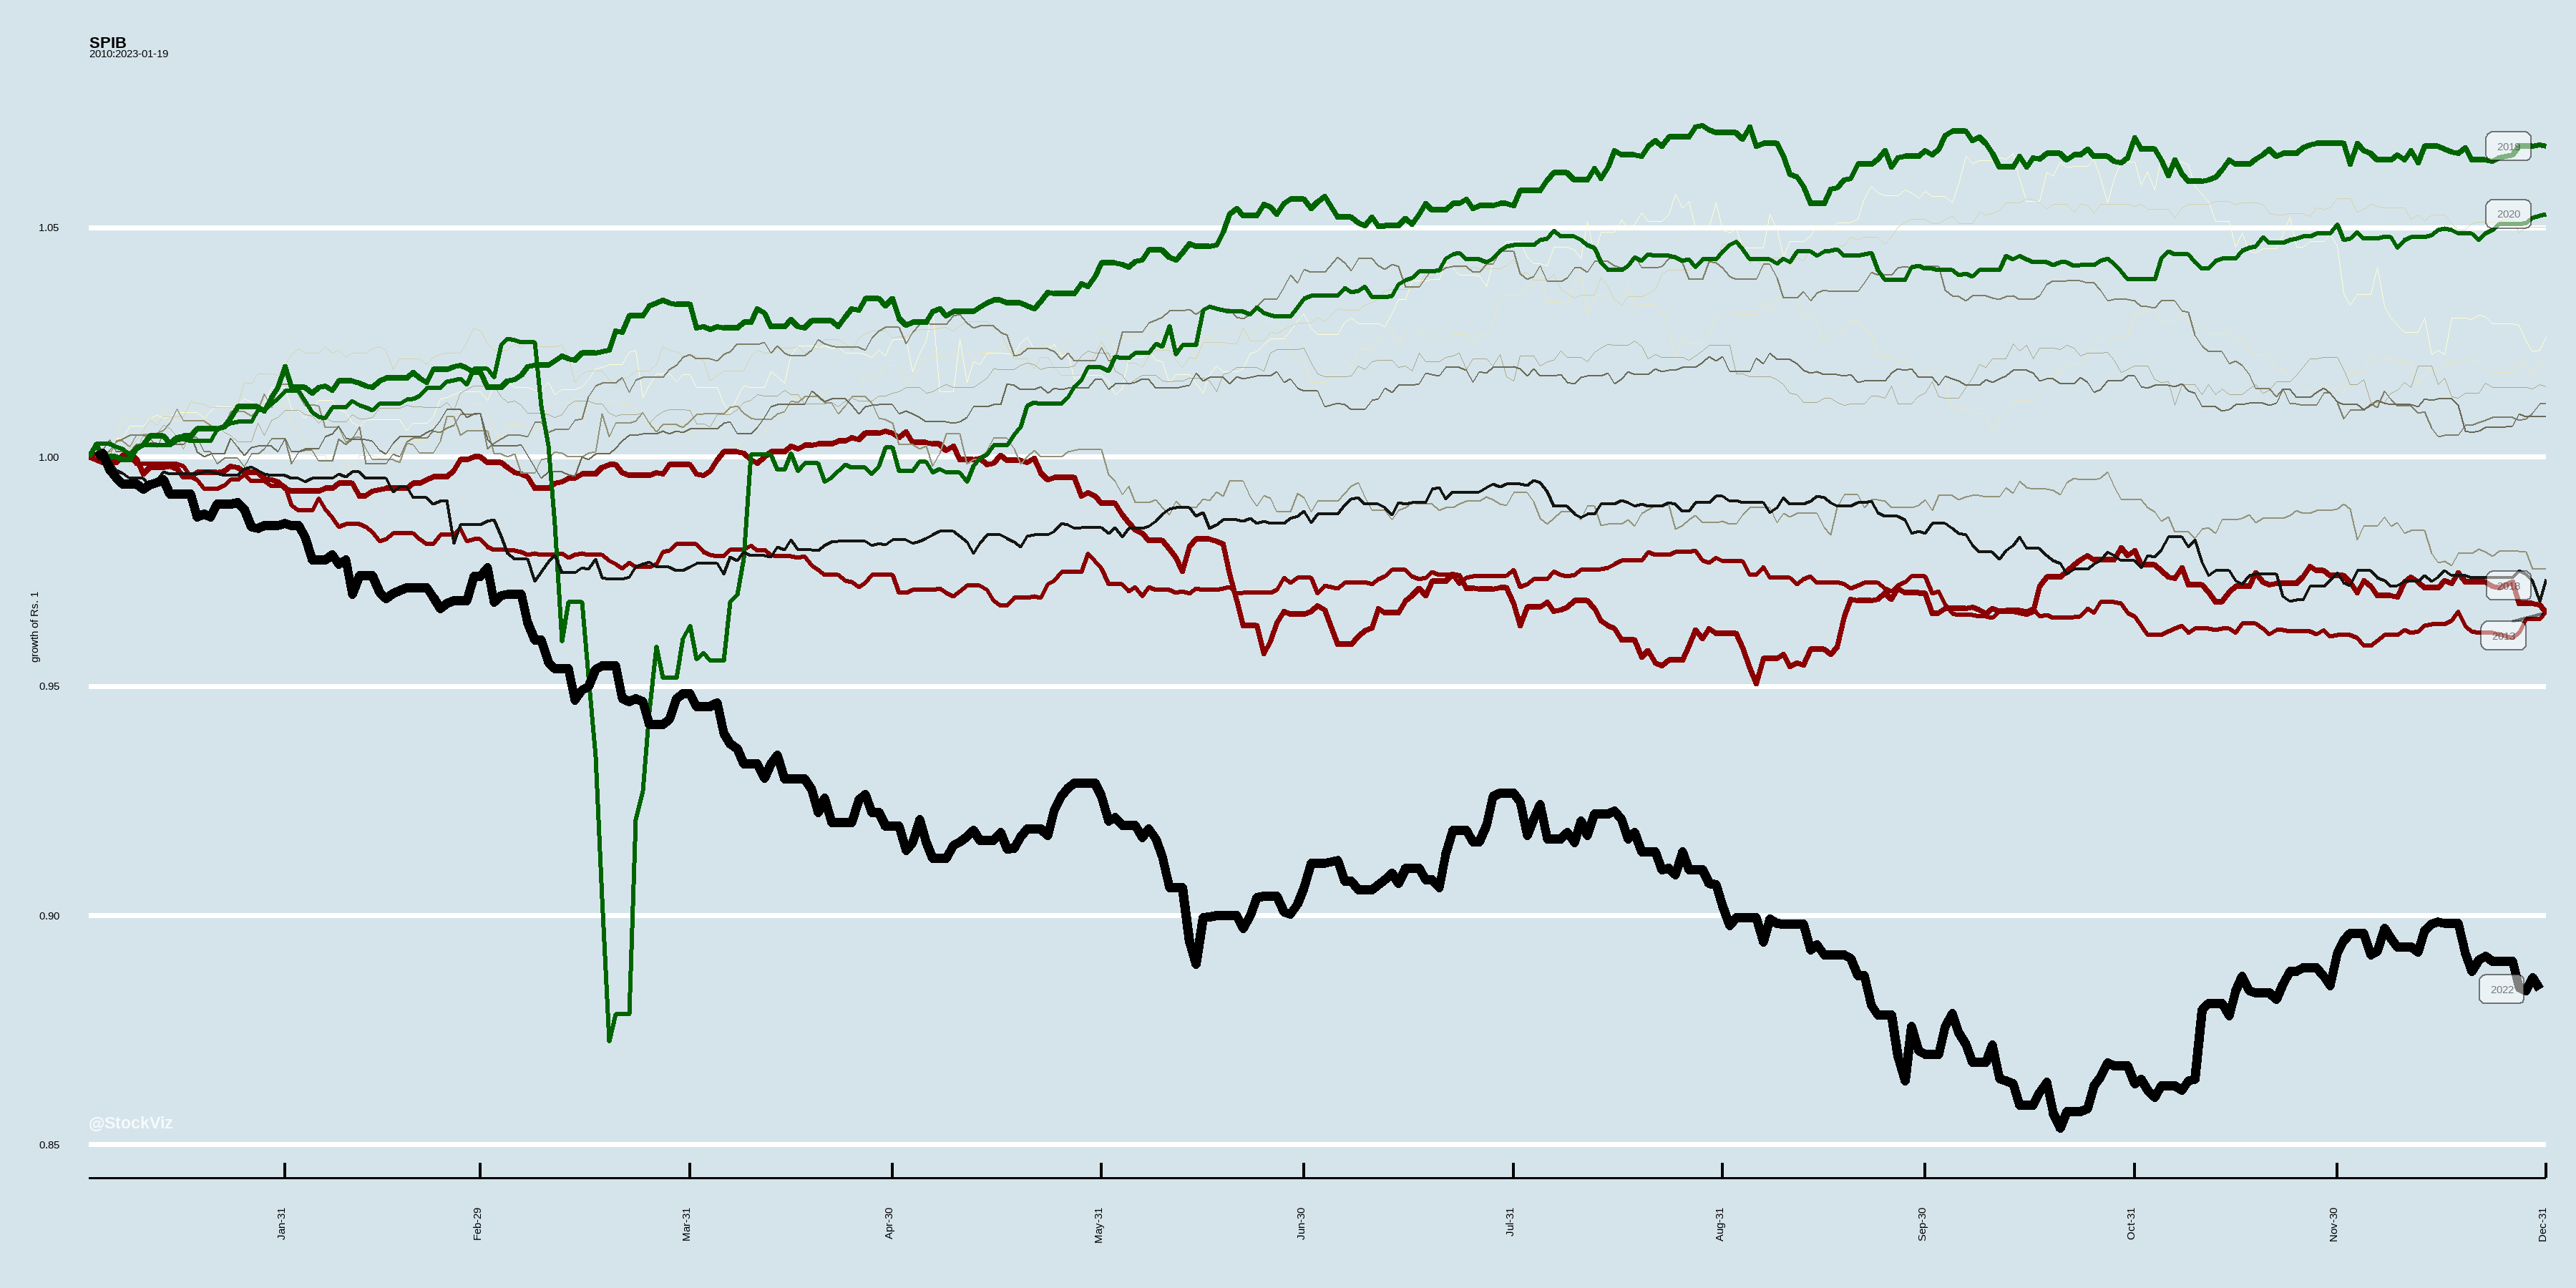 SPIB
2010:2023-01-19
2019
1.05
2020
1.00
growth of Rs. 1
2018
2013
0.95
0.90
2022
@StockViz
0.85
Jan-31
Feb-29
Mar-31
Apr-30
May-31
Jun-30
Jul-31
Aug-31
Sep-30
Oct-31
Nov-30
Dec-31